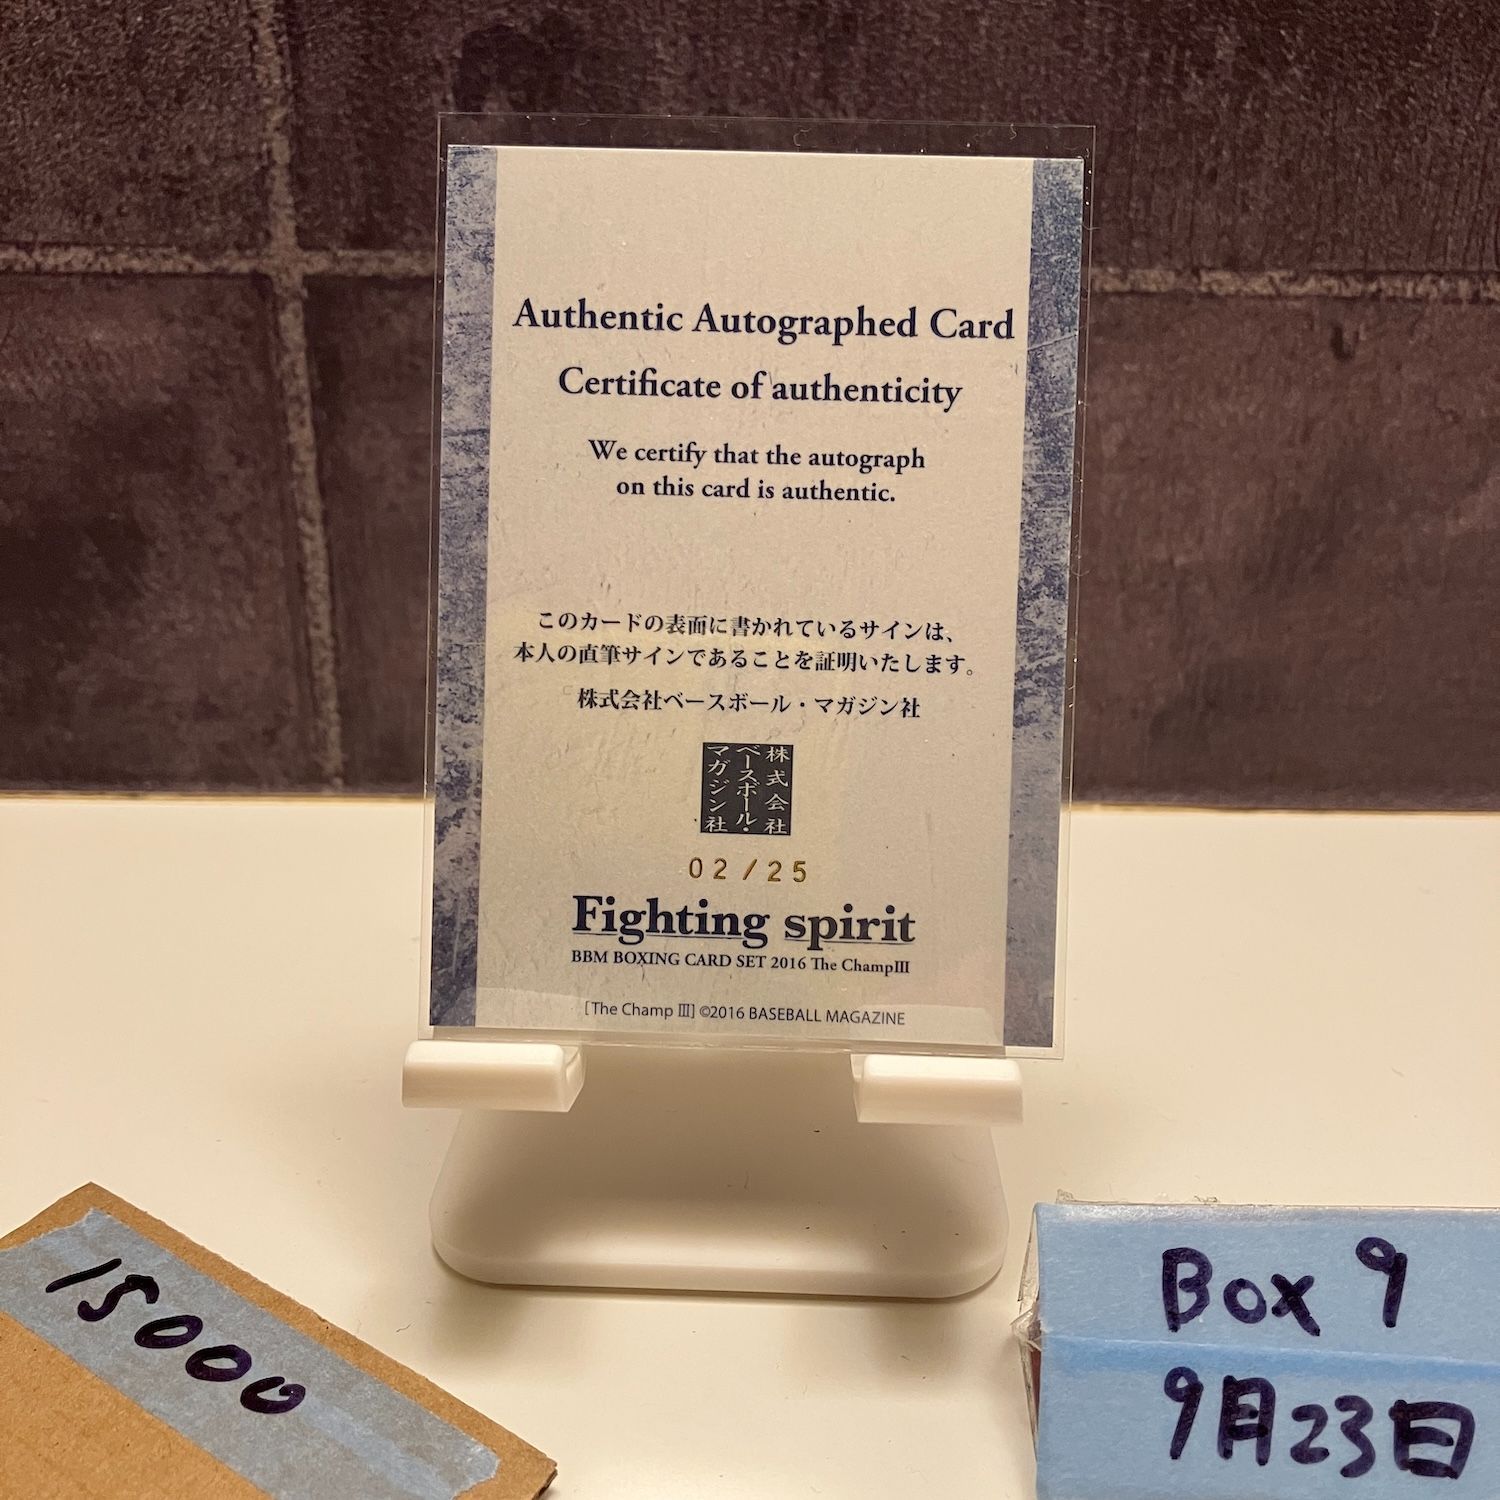 Authentic Autographed Card
Certificate of authenticity
We certify that the autograph
on this card is authentic.
このカードの表面に書かれているサインは、
本人の直筆サインであることを証明いたします。
株式会社ベースボール・マガジン社
株式会社
ベースボール・
マガジン社
02/25
Fighting spirit
BBM BOXING CARD SET 2016 The ChampⅢ
[The Champ Ⅲ] ©2016 BASEBALL MAGAZINE
15000
Box 9
9月23日